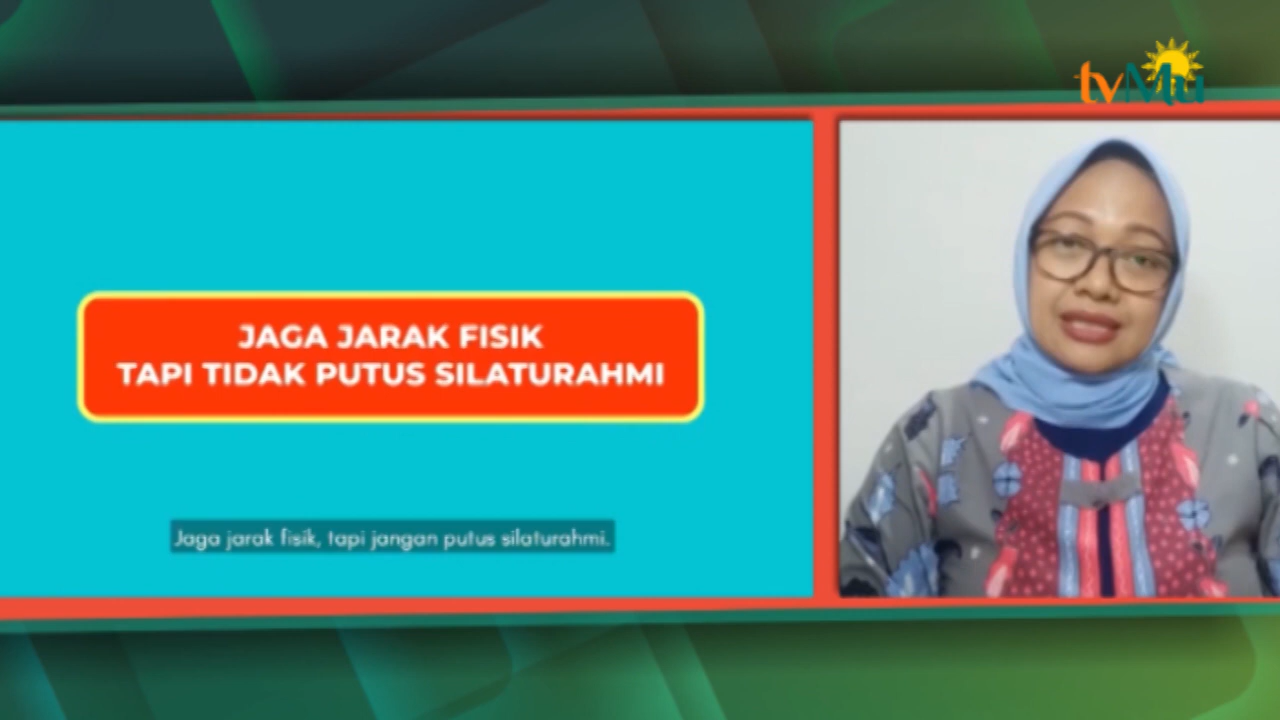 tvMu
JAGA JARAK FISIK
TAPI TIDAK PUTUS SILATURAHMI
Jaga jarak fisik, tapi jangan putus silaturahmi.